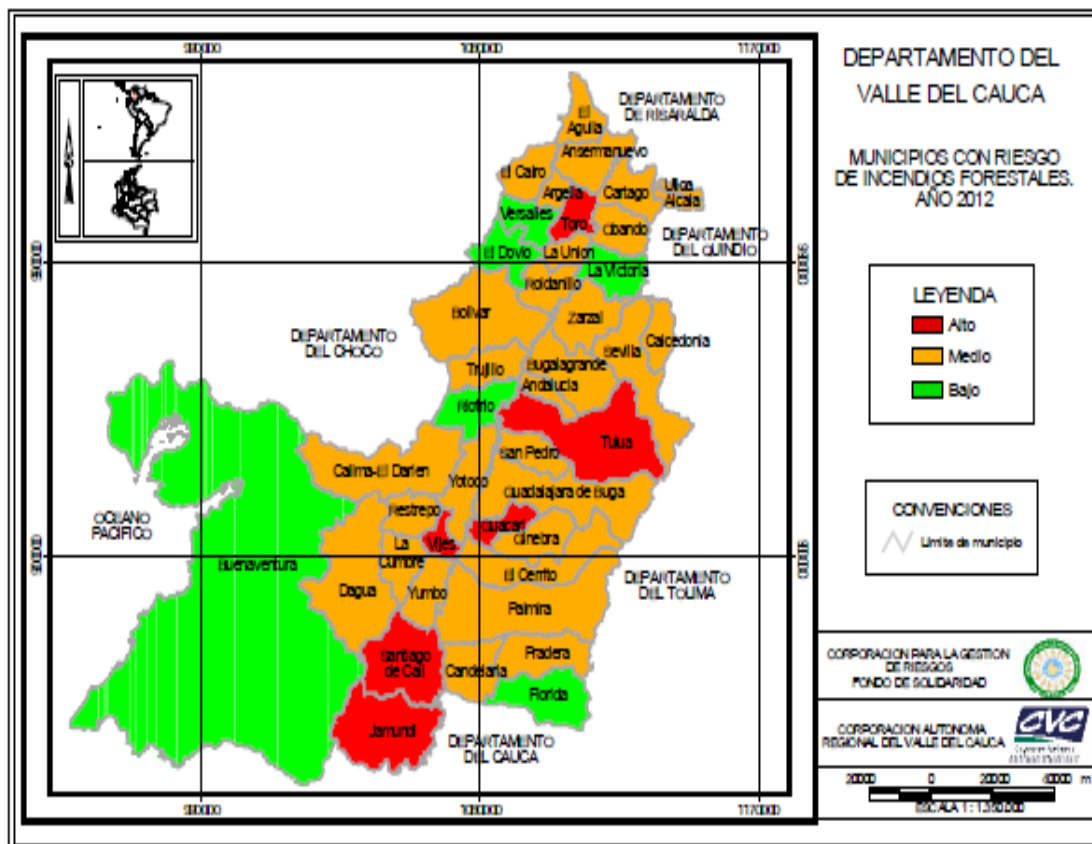 DEPARTAMENTO DEL
VALLE DEL CAUCA
MUNICIPIOS CON RIESGO
DE INCENDIOS FORESTALES.
AÑO 2012
LEYENDA
Alto
Medio
Bajo
CONVENCIONES
Limite de municipio
CORPORACION PARA LA GESTION
DE RIESGOS
FONDO DE SOLIDARIDAD
CORPORACION AUTONOMA
REGIONAL DEL VALLE DEL CAUCA
CVC
20000 0 20000 40000 m
ESCALA 1 : 1.350.000
1080000
1170000
DEPARTAMENTO
DE RISARALDA
El
Aguila
Ansermanuevo
El Cairo
Argelia
Cartago
Ulloa
Alcala
Versalles
Toro
Obando
DEPARTAMENTO
DEL QUINDIO
El Dovio
La Union
La Victoria
Roldanillo
Bolivar
Zarzal
DEPARTAMENTO
DEL CHOCO
Sevilla
Caicedonia
Trujillo
Bugalagrande
Andalucia
Riofrio
Tulua
San Pedro
Calima-El Darien
Yotoco
Guadalajara de Buga
Restrepo
OCEANO
PACIFICO
Guacari
Vijes
Ginebra
La
Cumbre
Buenaventura
El Cerrito
DEPARTAMENTO
DEL TOLIMA
Dagua
Yumbo
Palmira
Santiago
de Cali
Candelaria
Pradera
Florida
Jamundi
DEPARTAMENTO
DEL CAUCA
1080000
1170000